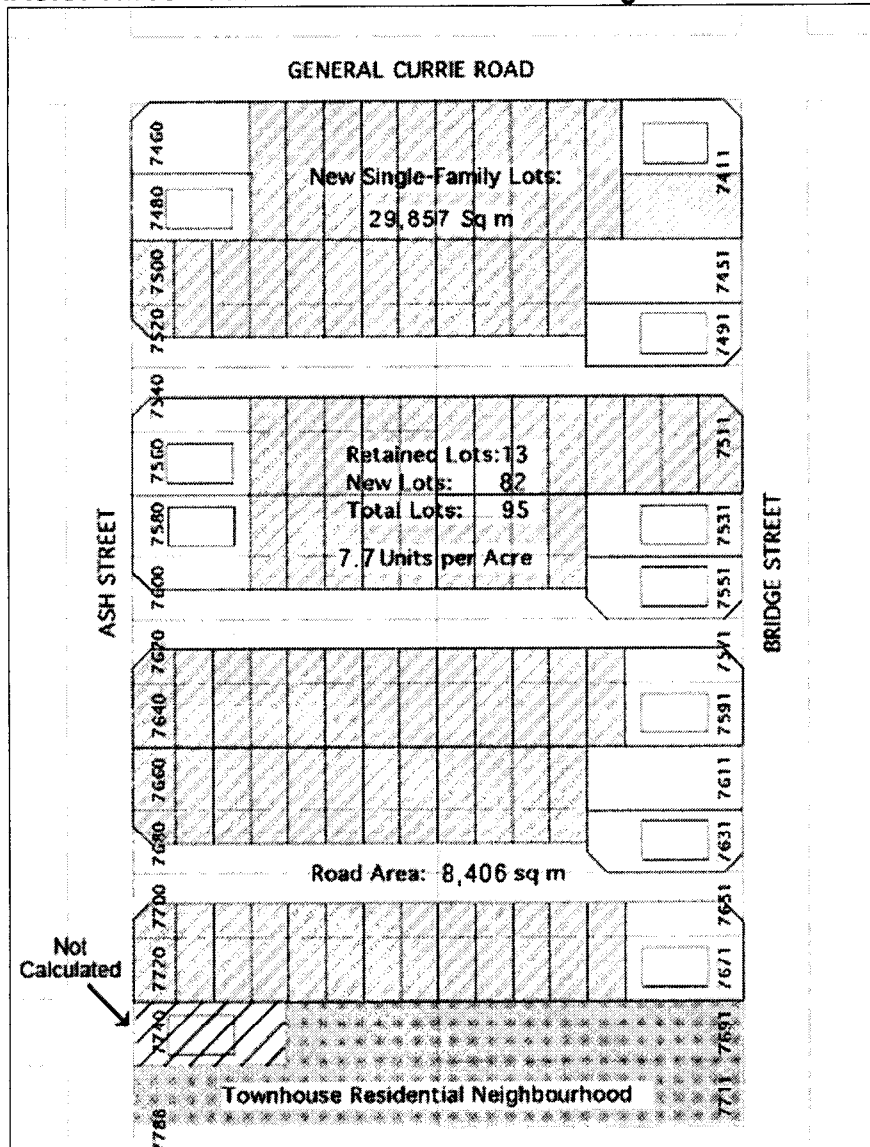 GENERAL CURRIE ROAD
7460
7480
7500
7520
7540
7560
7580
7600
7620
7640
7660
7680
7700
7720
7740
7788
ASH STREET
New Single-Family Lots:
29,857 Sq m
Retained Lots: 13
New Lots: 82
Total Lots: 95
7.7 Units per Acre
Road Area: 8,406 sq m
Not
Calculated
Townhouse Residential Neighbourhood
7411
7451
7491
7511
7531
7551
7571
7591
7611
7631
7651
7671
7691
7711
BRIDGE STREET